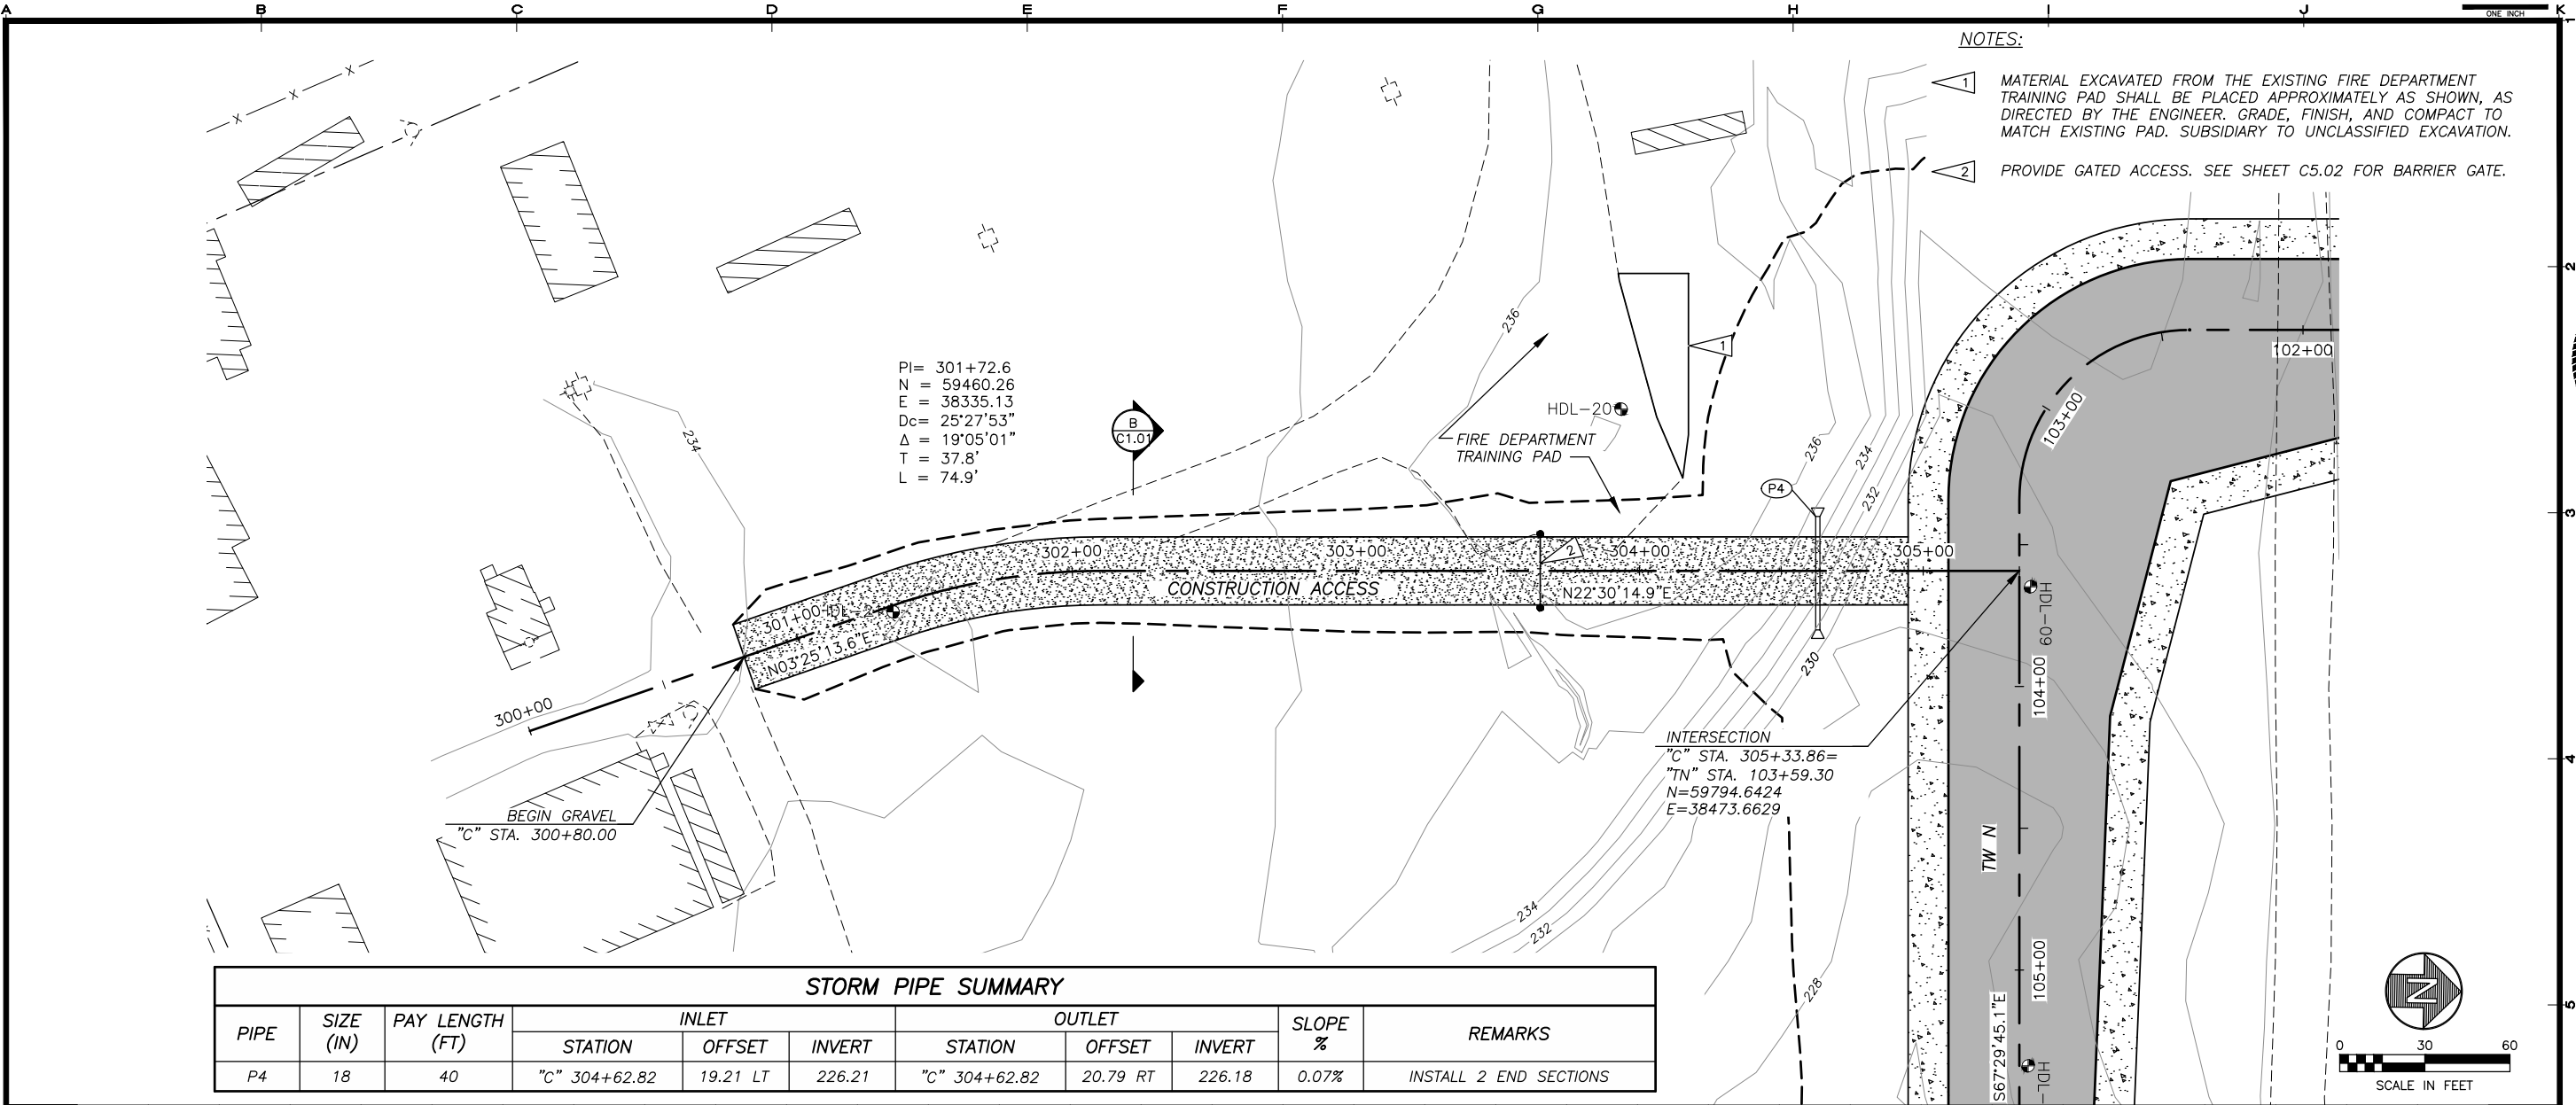 A B C D E F G H I J K
ONE INCH
1
2
3
4
5
NOTES:
1 MATERIAL EXCAVATED FROM THE EXISTING FIRE DEPARTMENT
TRAINING PAD SHALL BE PLACED APPROXIMATELY AS SHOWN, AS
DIRECTED BY THE ENGINEER. GRADE, FINISH, AND COMPACT TO
MATCH EXISTING PAD. SUBSIDIARY TO UNCLASSIFIED EXCAVATION.
2 PROVIDE GATED ACCESS. SEE SHEET C5.02 FOR BARRIER GATE.
PI= 301+72.6
N = 59460.26
E = 38335.13
Dc= 25°27'53"
Δ = 19°05'01"
T = 37.8'
L = 74.9'
B
C1.01
234
236
1
HDL-20
FIRE DEPARTMENT
TRAINING PAD
P4
236
234
232
230
102+00
103+00
300+00
301+00
302+00
303+00
304+00
305+00
2
CONSTRUCTION ACCESS
N03°25'13.6"E
N22°30'14.9"E
HDL-09
104+00
105+00
TW N
S67°29'45.1"E
HDL-
BEGIN GRAVEL
"C" STA. 300+80.00
INTERSECTION
"C" STA. 305+33.86=
"TN" STA. 103+59.30
N=59794.6424
E=38473.6629
234
232
228
STORM PIPE SUMMARY
PIPE SIZE (IN) PAY LENGTH (FT) INLET OUTLET SLOPE % REMARKS
STATION OFFSET INVERT STATION OFFSET INVERT
P4 18 40 "C" 304+62.82 19.21 LT 226.21 "C" 304+62.82 20.79 RT 226.18 0.07% INSTALL 2 END SECTIONS
N
0 30 60
SCALE IN FEET